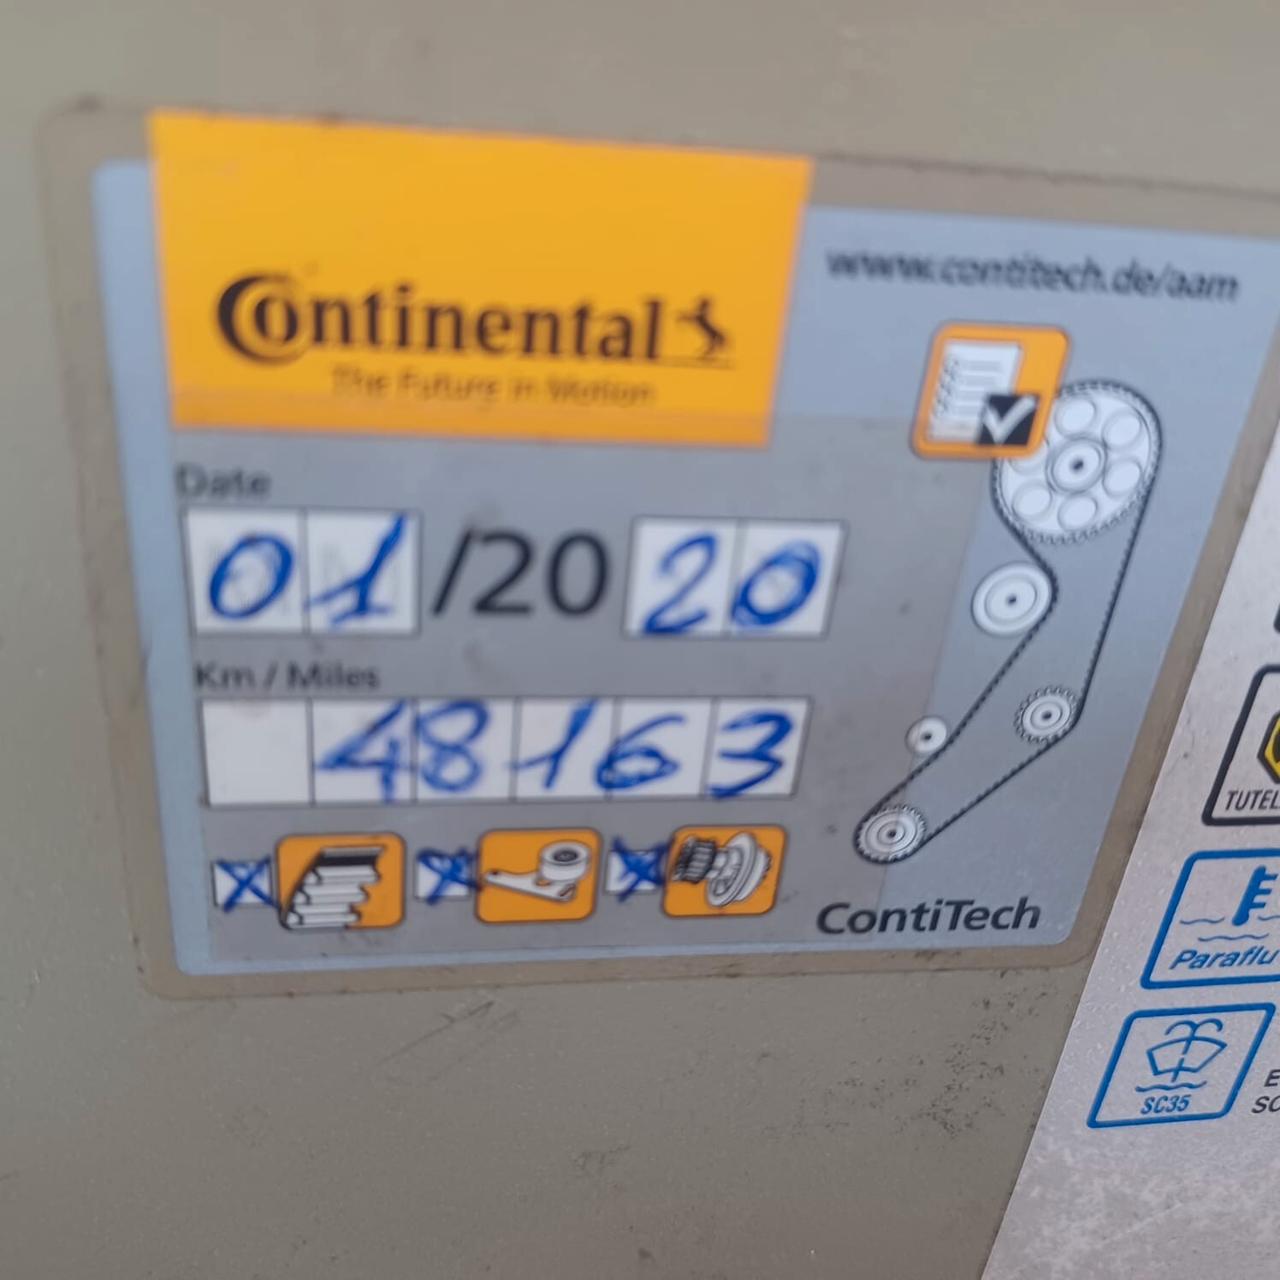 Continental
The Future in Motion
www.contitech.de/aam
Date
01/2020
Km / Miles
48163
ContiTech
TUTEL
Paraflu
SC35